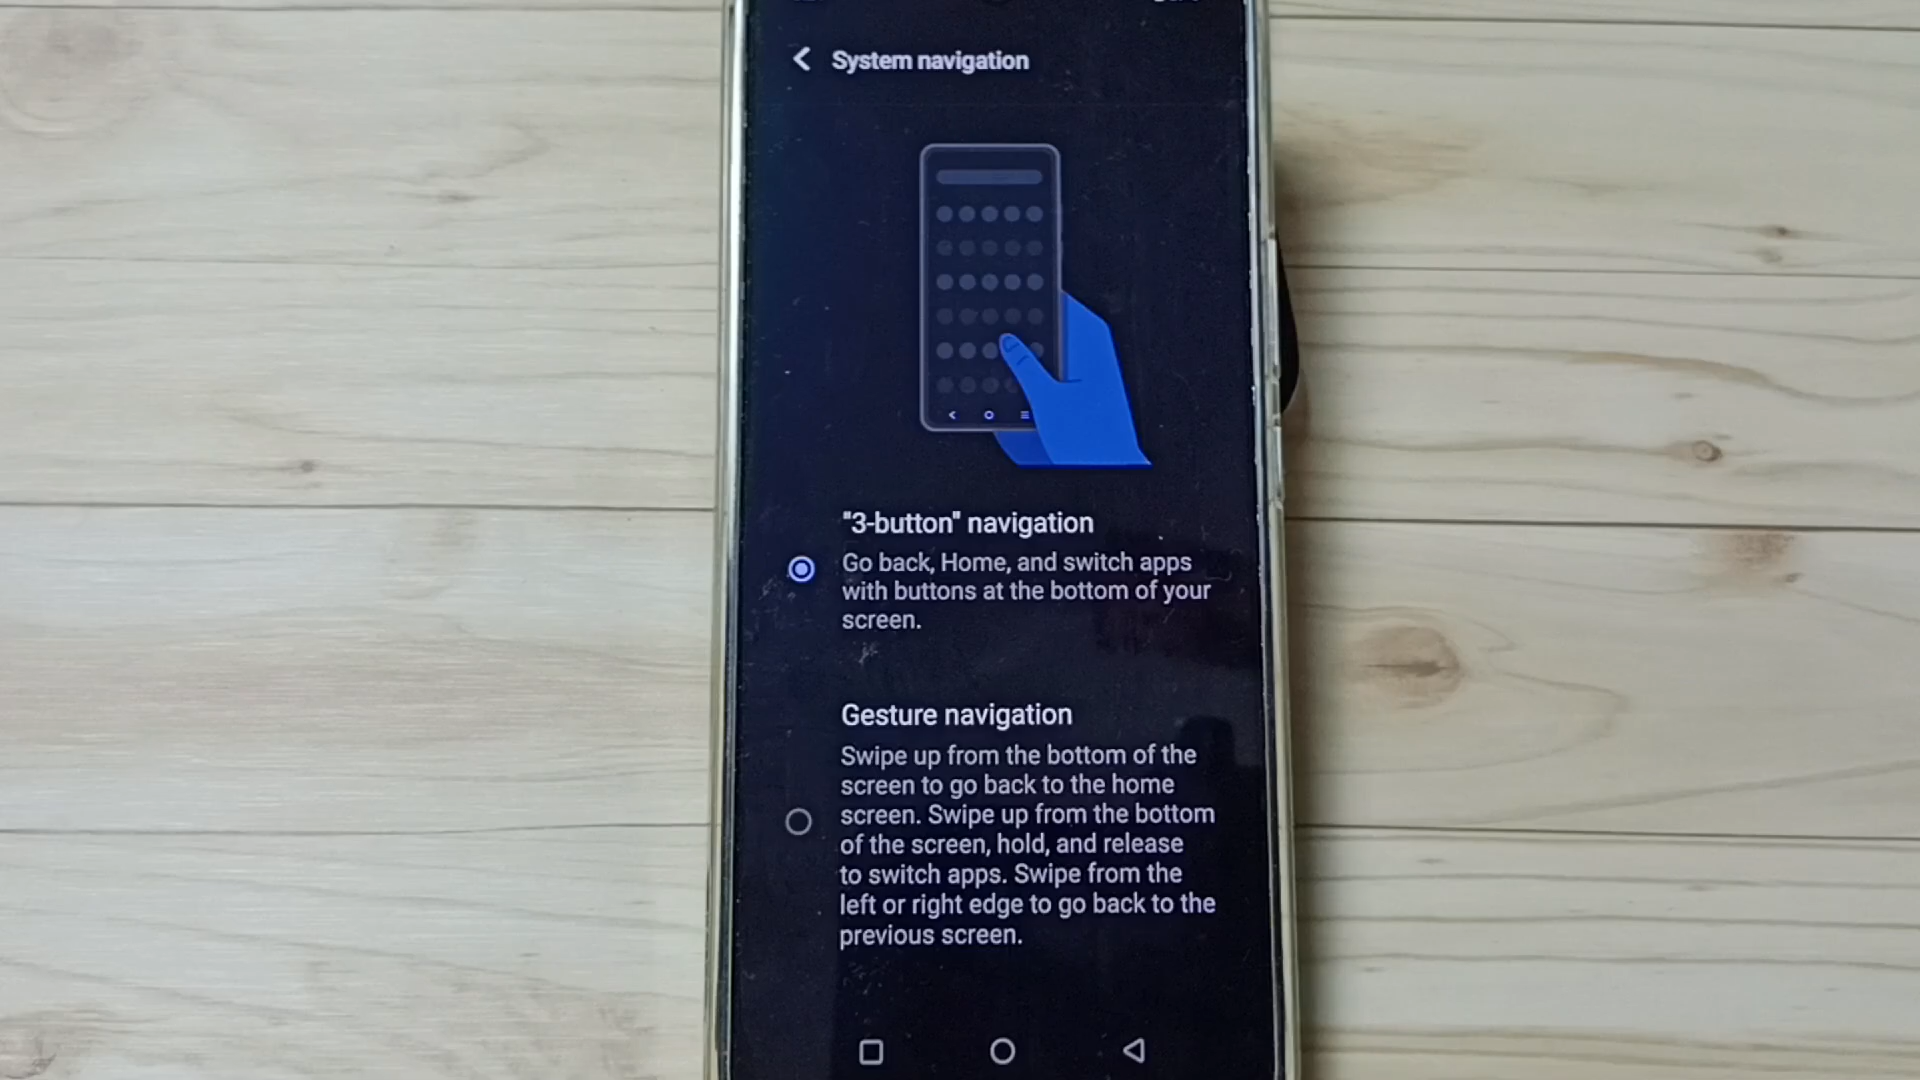 System navigation
"3-button" navigation
Go back, Home, and switch apps
with buttons at the bottom of your
screen.
Gesture navigation
Swipe up from the bottom of the
screen to go back to the home
screen. Swipe up from the bottom
of the screen, hold, and release
to switch apps. Swipe from the
left or right edge to go back to the
previous screen.